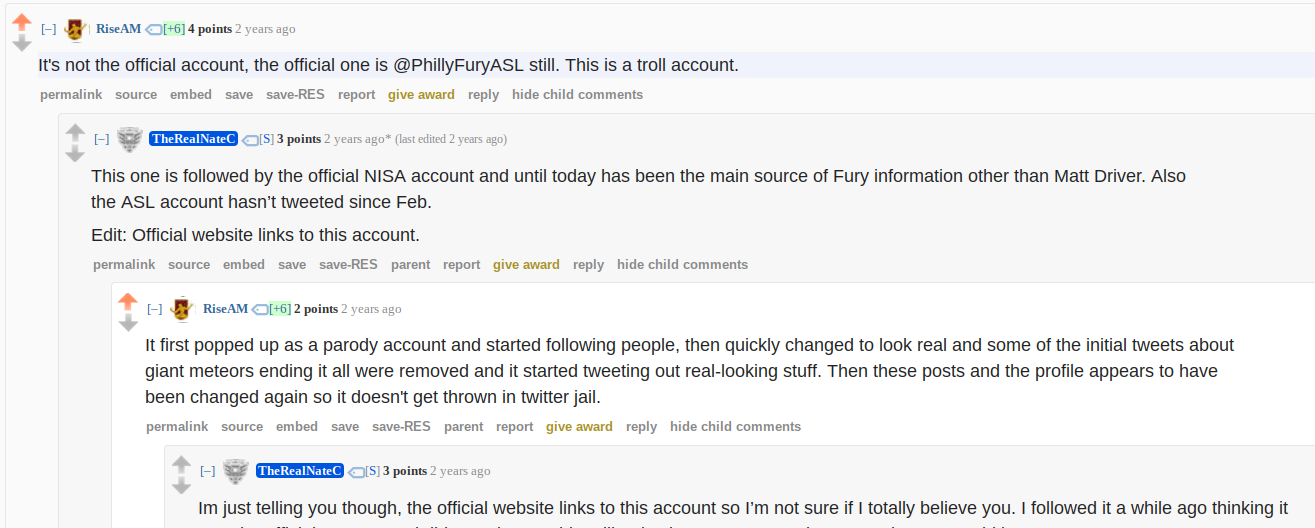 [–] RiseAM [+6] 4 points 2 years ago
It's not the official account, the official one is @PhillyFuryASL still. This is a troll account.
permalink source embed save save-RES report give award reply hide child comments
[–] TheRealNateC [S] 3 points 2 years ago* (last edited 2 years ago)
This one is followed by the official NISA account and until today has been the main source of Fury information other than Matt Driver. Also
the ASL account hasn’t tweeted since Feb.
Edit: Official website links to this account.
permalink source embed save save-RES parent report give award reply hide child comments
[–] RiseAM [+6] 2 points 2 years ago
It first popped up as a parody account and started following people, then quickly changed to look real and some of the initial tweets about
giant meteors ending it all were removed and it started tweeting out real-looking stuff. Then these posts and the profile appears to have
been changed again so it doesn't get thrown in twitter jail.
permalink source embed save save-RES parent report give award reply hide child comments
[–] TheRealNateC [S] 3 points 2 years ago
Im just telling you though, the official website links to this account so I’m not sure if I totally believe you. I followed it a while ago thinking it